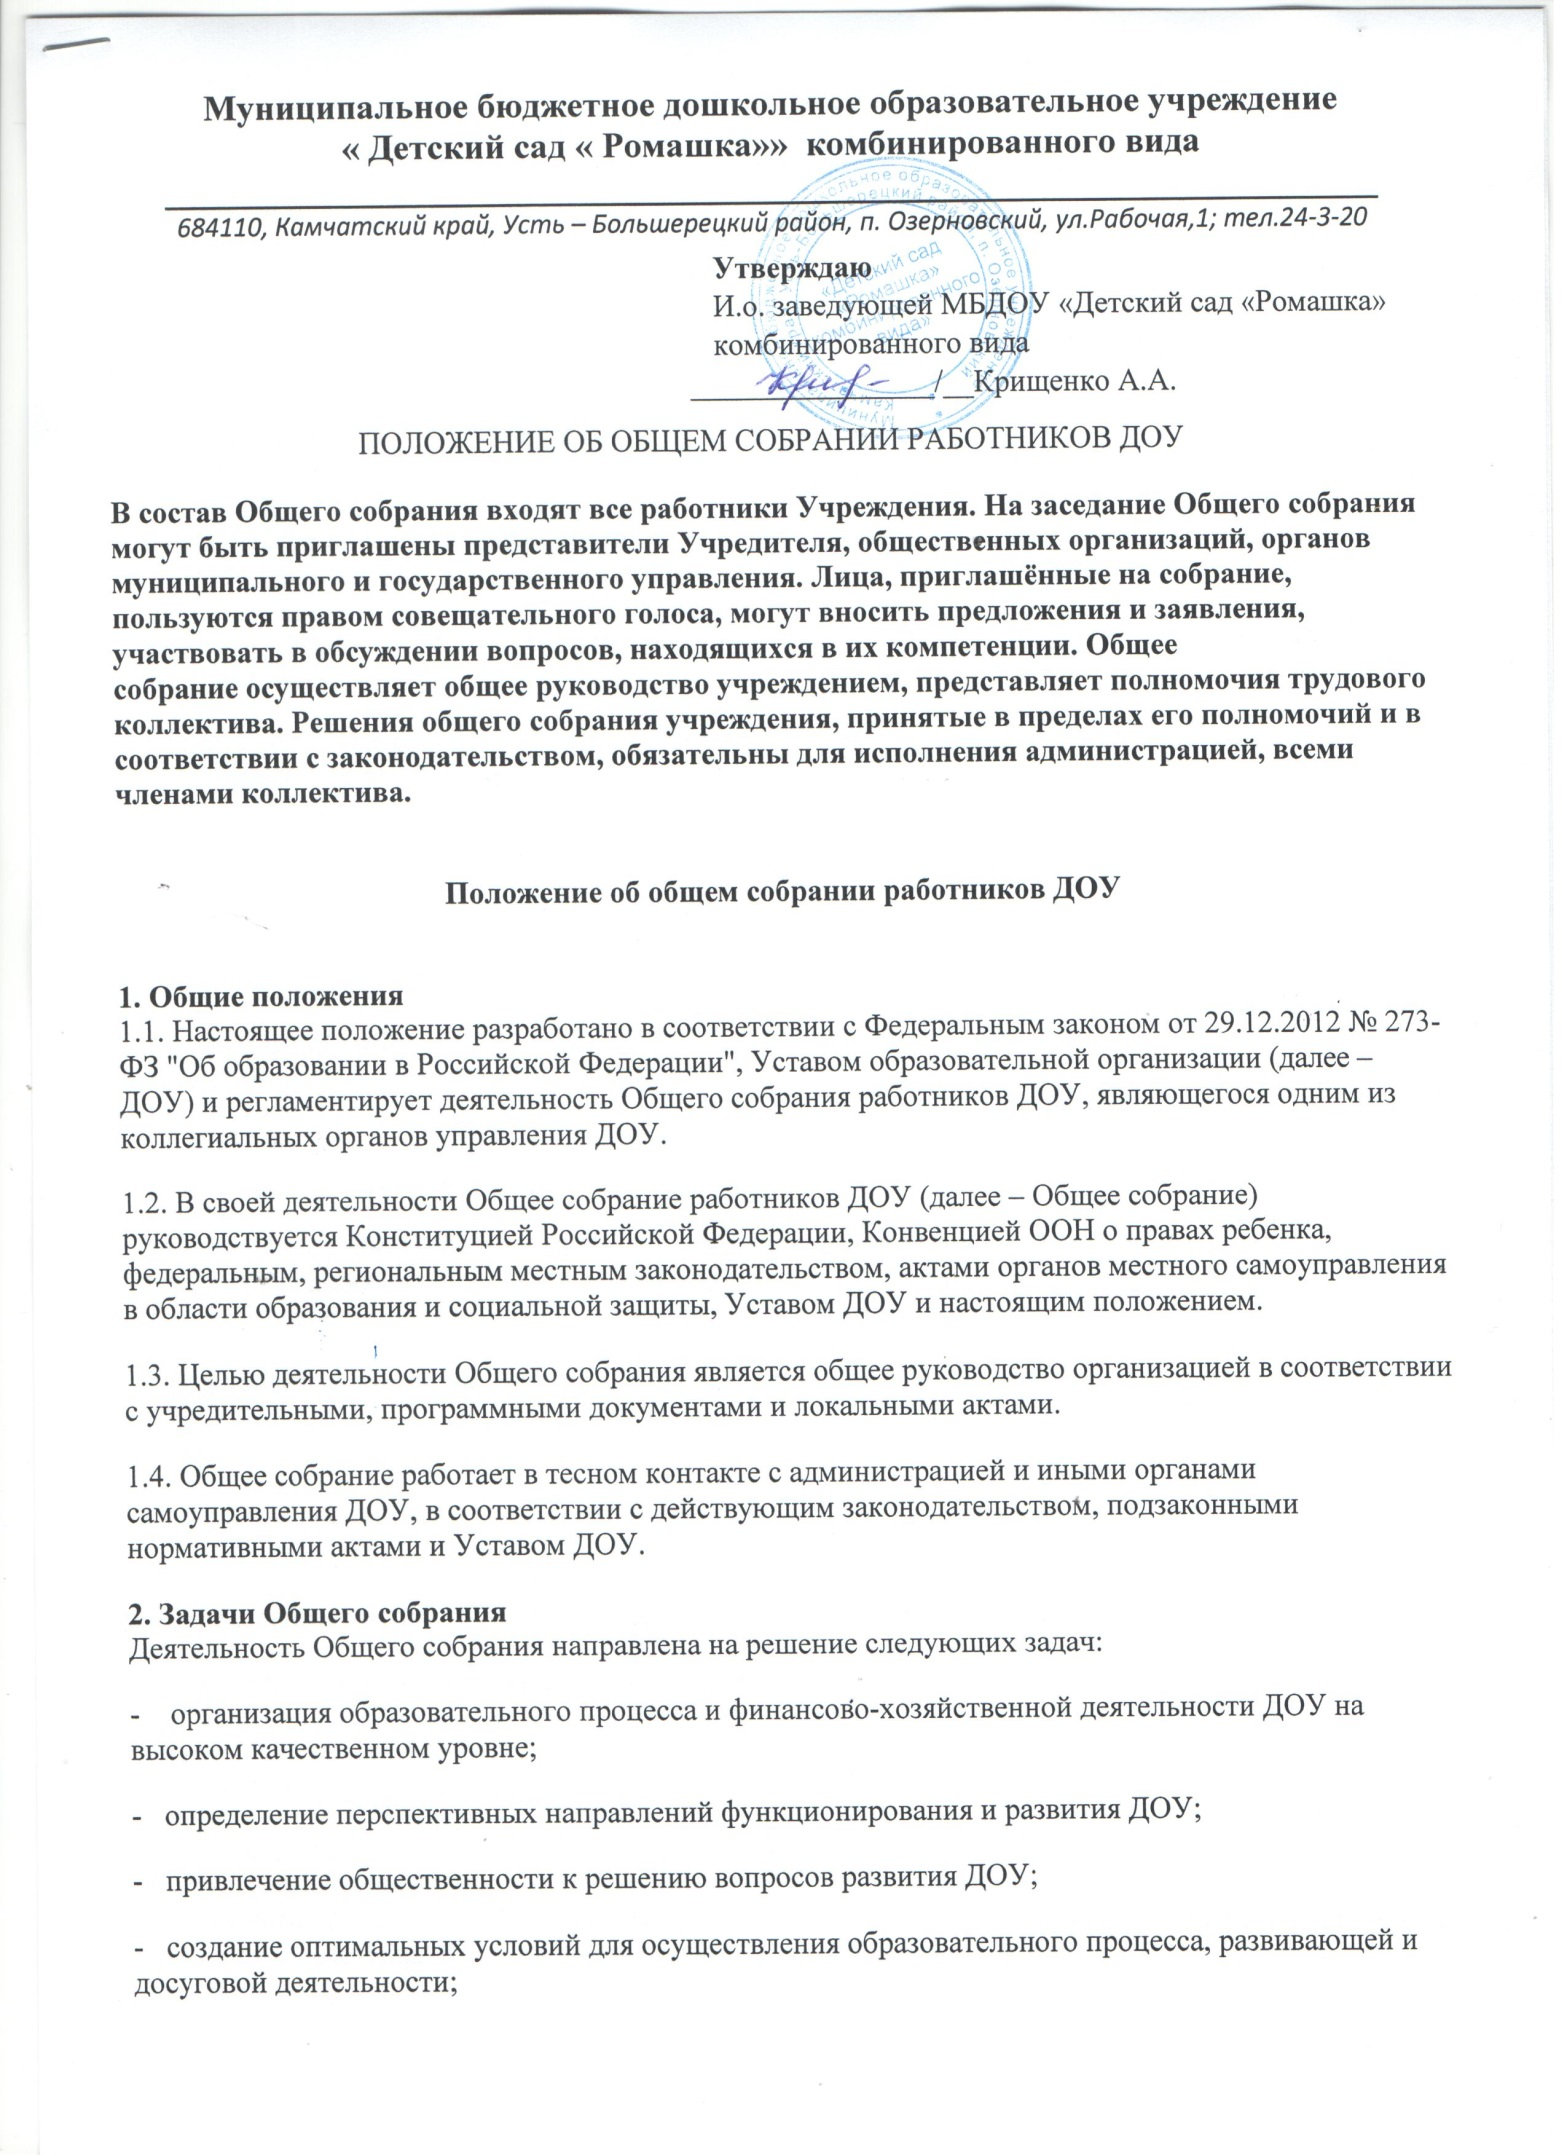 Муниципальное бюджетное дошкольное образовательное учреждение
« Детский сад « Ромашка»» комбинированного вида
684110, Камчатский край, Усть – Большерецкий район, п. Озерновский, ул.Рабочая,1; тел.24-3-20
Утверждаю
И.о. заведующей МБДОУ «Детский сад «Ромашка»
комбинированного вида
/__Крищенко А.А.
«Детский сад
«Ромашка»
комбинированного
вида»
ПОЛОЖЕНИЕ ОБ ОБЩЕМ СОБРАНИИ РАБОТНИКОВ ДОУ
В состав Общего собрания входят все работники Учреждения. На заседание Общего собрания
могут быть приглашены представители Учредителя, общественных организаций, органов
муниципального и государственного управления. Лица, приглашённые на собрание,
пользуются правом совещательного голоса, могут вносить предложения и заявления,
участвовать в обсуждении вопросов, находящихся в их компетенции. Общее
собрание осуществляет общее руководство учреждением, представляет полномочия трудового
коллектива. Решения общего собрания учреждения, принятые в пределах его полномочий и в
соответствии с законодательством, обязательны для исполнения администрацией, всеми
членами коллектива.
Положение об общем собрании работников ДОУ
1. Общие положения
1.1. Настоящее положение разработано в соответствии с Федеральным законом от 29.12.2012 № 273-
ФЗ "Об образовании в Российской Федерации", Уставом образовательной организации (далее –
ДОУ) и регламентирует деятельность Общего собрания работников ДОУ, являющегося одним из
коллегиальных органов управления ДОУ.
1.2. В своей деятельности Общее собрание работников ДОУ (далее – Общее собрание)
руководствуется Конституцией Российской Федерации, Конвенцией ООН о правах ребенка,
федеральным, региональным местным законодательством, актами органов местного самоуправления
в области образования и социальной защиты, Уставом ДОУ и настоящим положением.
1.3. Целью деятельности Общего собрания является общее руководство организацией в соответствии
с учредительными, программными документами и локальными актами.
1.4. Общее собрание работает в тесном контакте с администрацией и иными органами
самоуправления ДОУ, в соответствии с действующим законодательством, подзаконными
нормативными актами и Уставом ДОУ.
2. Задачи Общего собрания
Деятельность Общего собрания направлена на решение следующих задач:
- организация образовательного процесса и финансово-хозяйственной деятельности ДОУ на
высоком качественном уровне;
- определение перспективных направлений функционирования и развития ДОУ;
- привлечение общественности к решению вопросов развития ДОУ;
- создание оптимальных условий для осуществления образовательного процесса, развивающей и
досуговой деятельности;